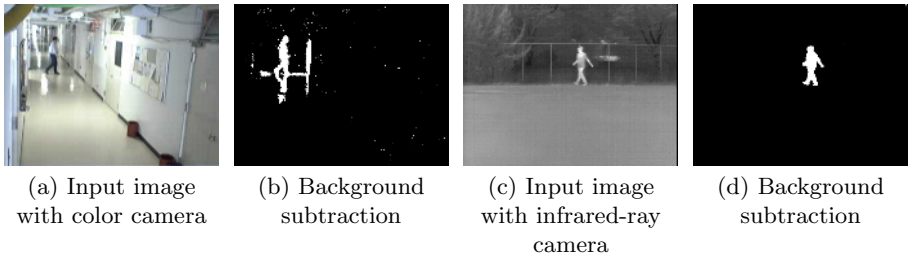 (a) Input image
with color camera
(b) Background
subtraction
(c) Input image
with infrared-ray
camera
(d) Background
subtraction